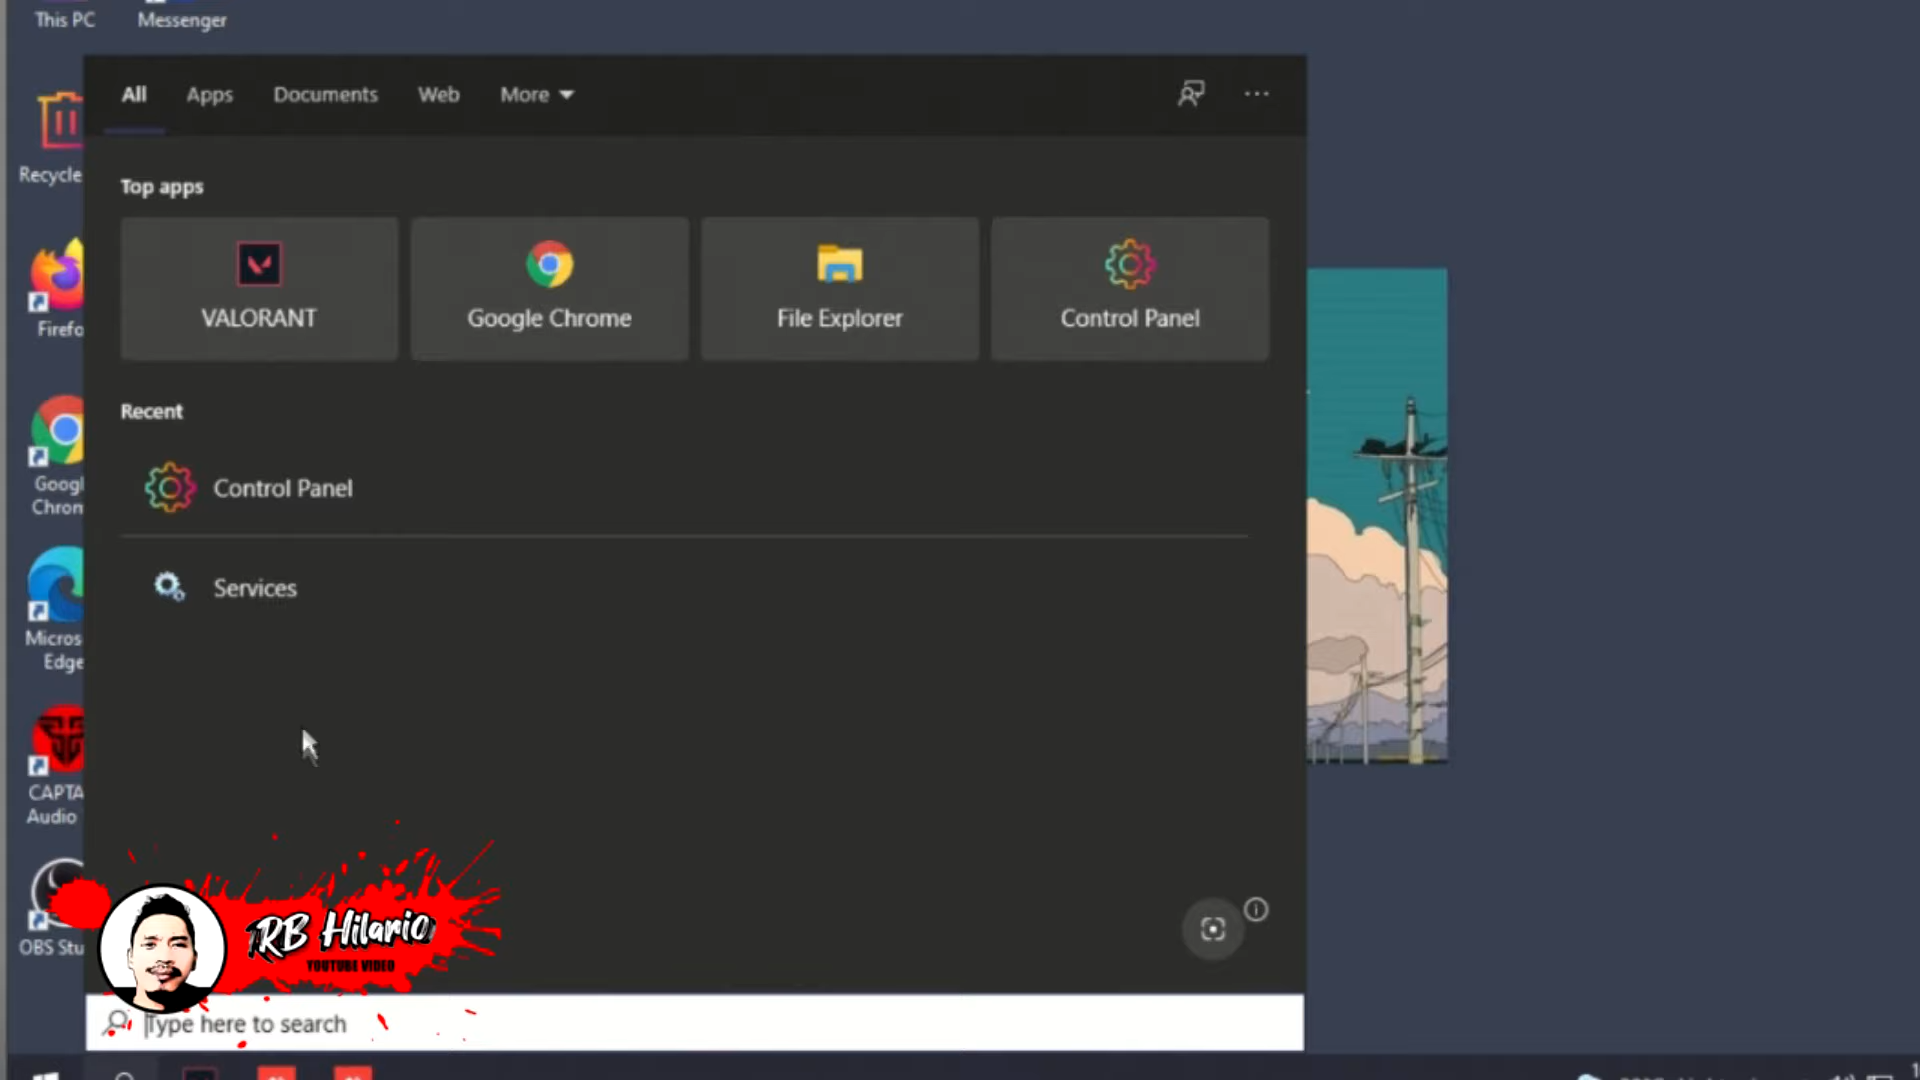 This PC
Messenger
All Apps Documents Web More
Top apps
Recycle
VALORANT
Google Chrome
File Explorer
Control Panel
Recent
Firefo
Control Panel
Googl
Chrom
Services
Micros
Edge
CAPTA
Audio
OBS Stu
RB Hilario
YOUTUBE VIDEO
Type here to search